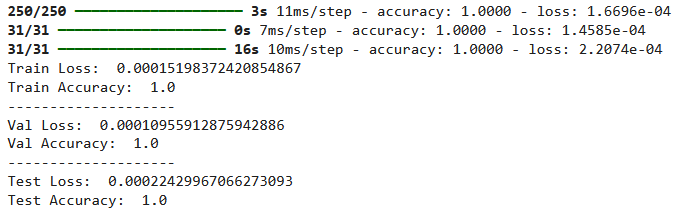 250/250 ━━━━━━━━━━━━━━━━━━━━ 3s 11ms/step - accuracy: 1.0000 - loss: 1.6696e-04
31/31 ━━━━━━━━━━━━━━━━━━━━ 0s 7ms/step - accuracy: 1.0000 - loss: 1.4585e-04
31/31 ━━━━━━━━━━━━━━━━━━━━ 16s 10ms/step - accuracy: 1.0000 - loss: 2.2074e-04
Train Loss:  0.00015198372420854867
Train Accuracy:  1.0
--------------------
Val Loss:  0.00010955912875942886
Val Accuracy:  1.0
--------------------
Test Loss:  0.00022429967066273093
Test Accuracy:  1.0